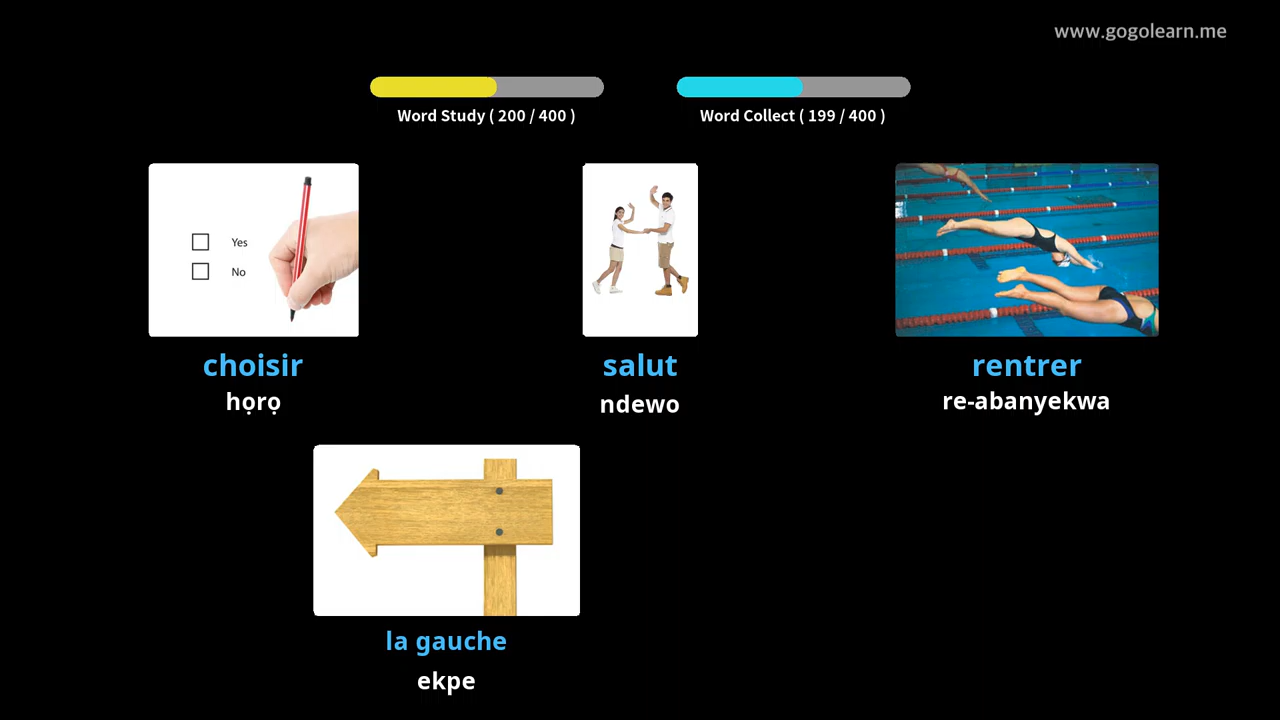 www.gogolearn.me
Word Study ( 200 / 400 )
Word Collect ( 199 / 400 )
Yes
No
choisir
họrọ
salut
ndewo
rentrer
re-abanyekwa
la gauche
ekpe